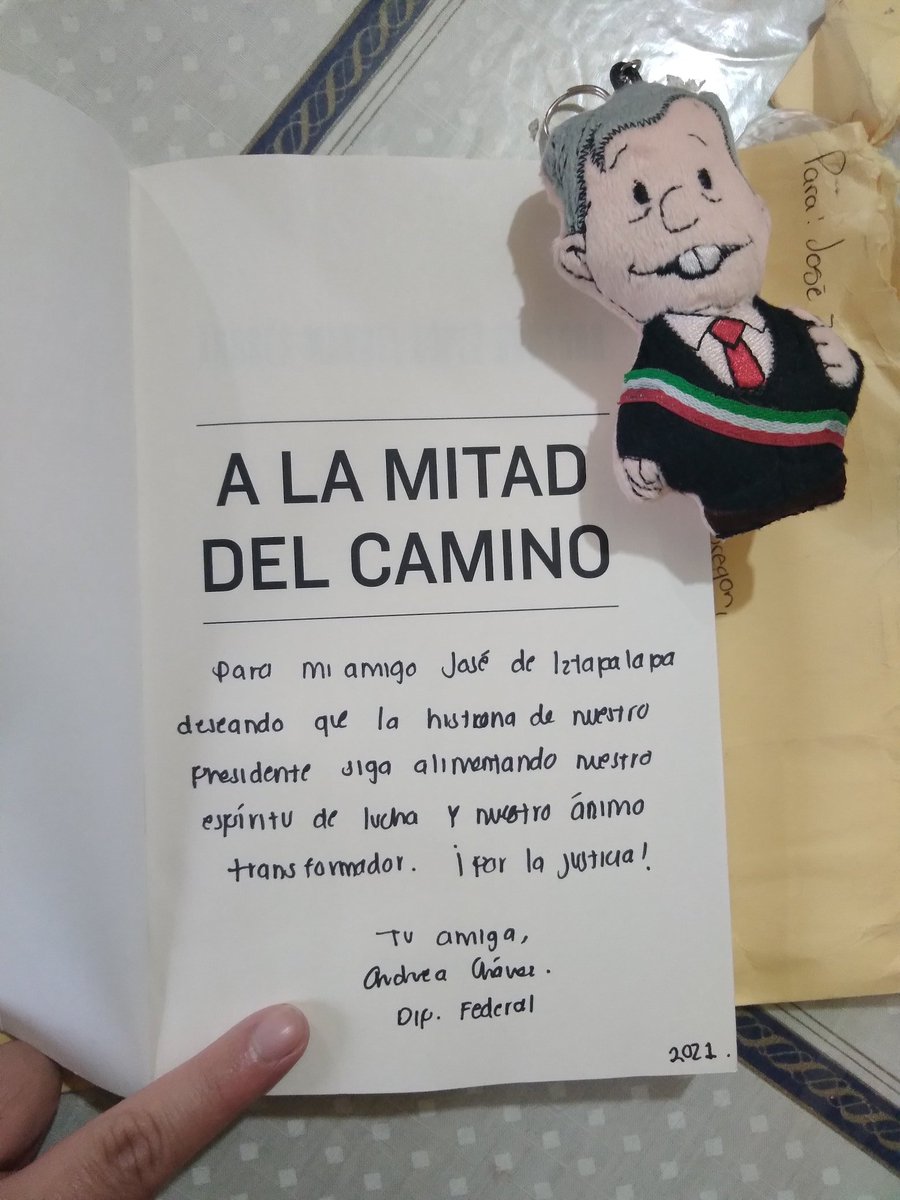 A LA MITAD
DEL CAMINO
Para mi amigo José de Iztapalapa
deseando que la historia de nuestro
Presidente siga alimentando nuestro
espíritu de lucha y nuestro ánimo
transformador. ¡Por la justicia!
Tu amiga,
Andrea Chávez.
Dip. Federal
2021.
Para: José